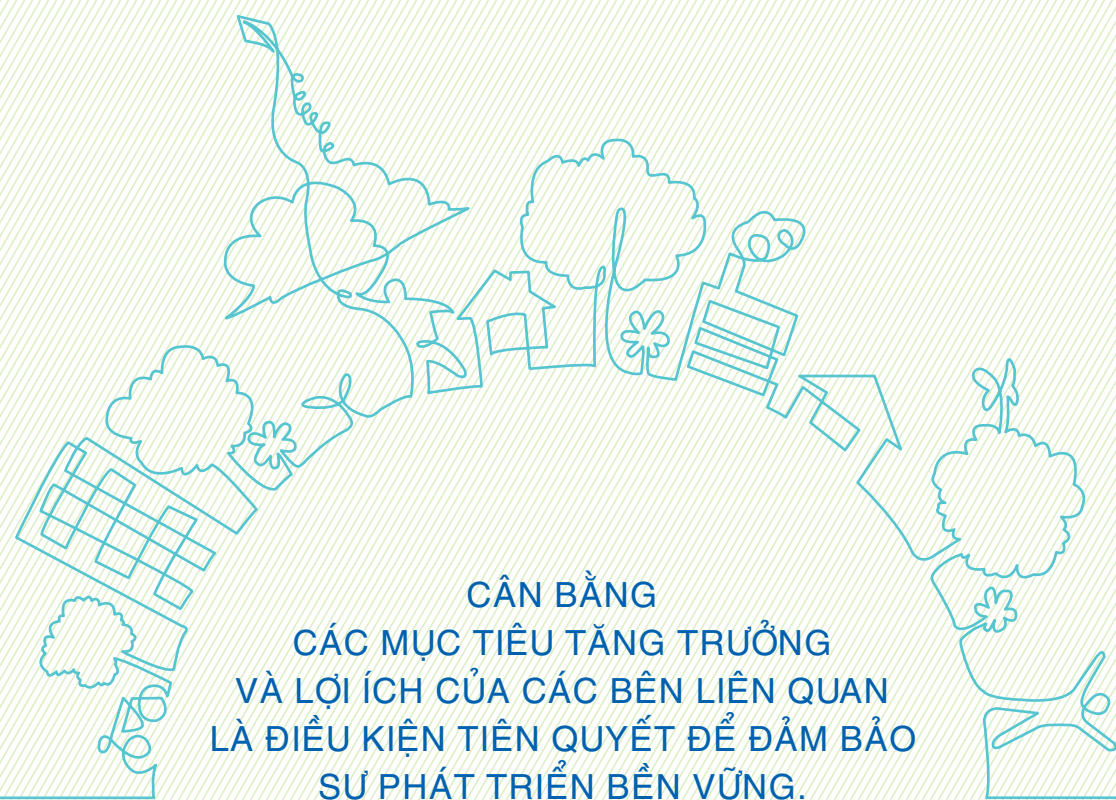 CÂN BẰNG
CÁC MỤC TIÊU TĂNG TRƯỞNG
VÀ LỢI ÍCH CỦA CÁC BÊN LIÊN QUAN
LÀ ĐIỀU KIỆN TIÊN QUYẾT ĐỂ ĐẢM BẢO
SỰ PHÁT TRIỂN BỀN VỮNG.